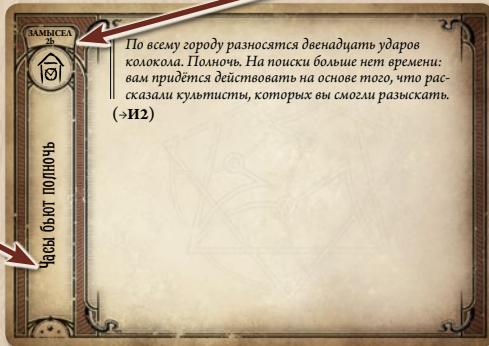 ЗАМЫСЕЛ
2b
По всему городу разносятся двенадцать ударов
колокола. Полночь. На поиски больше нет времени:
вам придётся действовать на основе того, что рас-
сказали культисты, которых вы смогли разыскать.
(→И2)
Часы бьют полночь